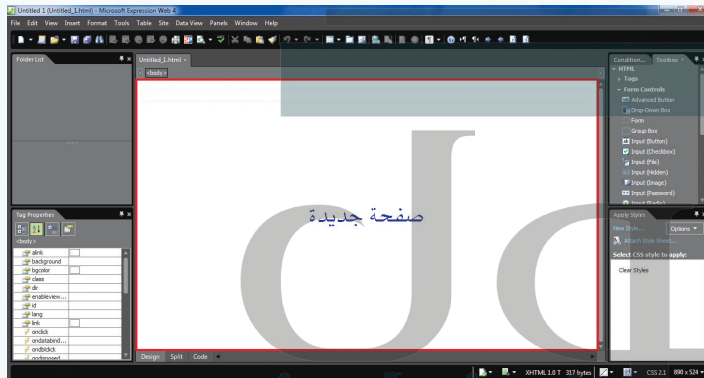 Untitled 1 (Untitled_1.html) - Microsoft Expression Web 4
File Edit View Insert Format Tools Table Site Data View Panels Window Help
Folder List
Untitled_1.html
<body>
صفحة جديدة
Design Split Code
Tag Properties
<body>
alink
background
bgcolor
class
dir
enableview...
id
lang
link
onclick
ondatabind...
ondblclick
ondisposed
Condition... Toolbox
HTML
Tags
Form Controls
Advanced Button
Drop-Down Box
Form
Group Box
Input (Button)
Input (Checkbox)
Input (File)
Input (Hidden)
Input (Image)
Input (Password)
Input (Radio)
Apply Styles
New Style... Options
Attach Style Sheet...
Select CSS style to apply:
Clear Styles
XHTML 1.0 T 317 bytes CSS 2.1 890 x 524